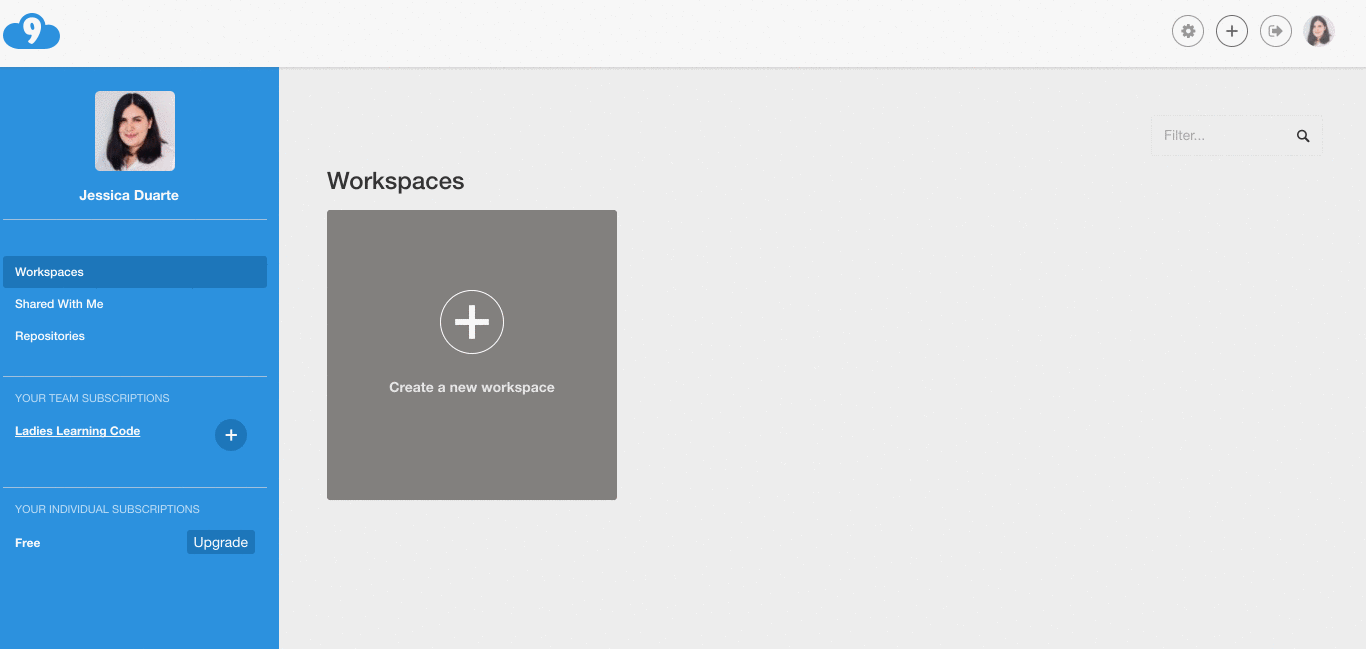 9
Jessica Duarte
Workspaces
Shared With Me
Repositories
YOUR TEAM SUBSCRIPTIONS
Ladies Learning Code
YOUR INDIVIDUAL SUBSCRIPTIONS
Free
Upgrade
Filter...
Workspaces
Create a new workspace